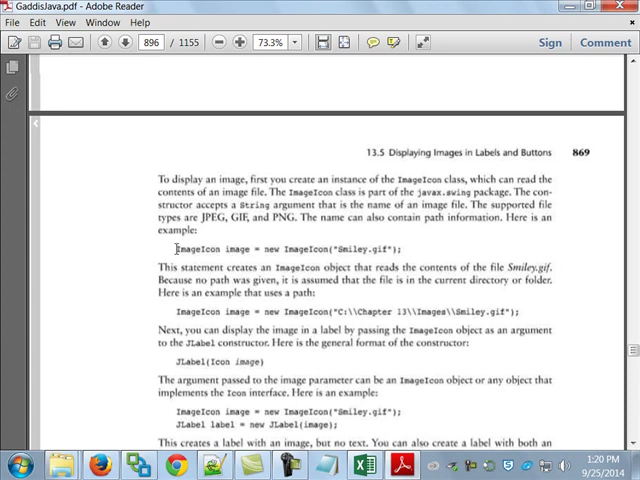 GaddisJava.pdf - Adobe Reader
File Edit View Window Help
896 / 1155 73.3% Sign Comment
13.5 Displaying Images in Labels and Buttons 869
To display an image, first you create an instance of the ImageIcon class, which can read the
contents of an image file. The ImageIcon class is part of the javax.swing package. The con-
structor accepts a String argument that is the name of an image file. The supported file
types are JPEG, GIF, and PNG. The name can also contain path information. Here is an
example:
ImageIcon image = new ImageIcon("Smiley.gif");
This statement creates an ImageIcon object that reads the contents of the file Smiley.gif.
Because no path was given, it is assumed that the file is in the current directory or folder.
Here is an example that uses a path:
ImageIcon image = new ImageIcon("C:\\Chapter 13\\Images\\Smiley.gif");
Next, you can display the image in a label by passing the ImageIcon object as an argument
to the JLabel constructor. Here is the general format of the constructor:
JLabel(Icon image)
The argument passed to the image parameter can be an ImageIcon object or any object that
implements the Icon interface. Here is an example:
ImageIcon image = new ImageIcon("Smiley.gif");
JLabel label = new JLabel(image);
This creates a label with an image, but no text. You can also create a label with both an
1:20 PM
9/25/2014